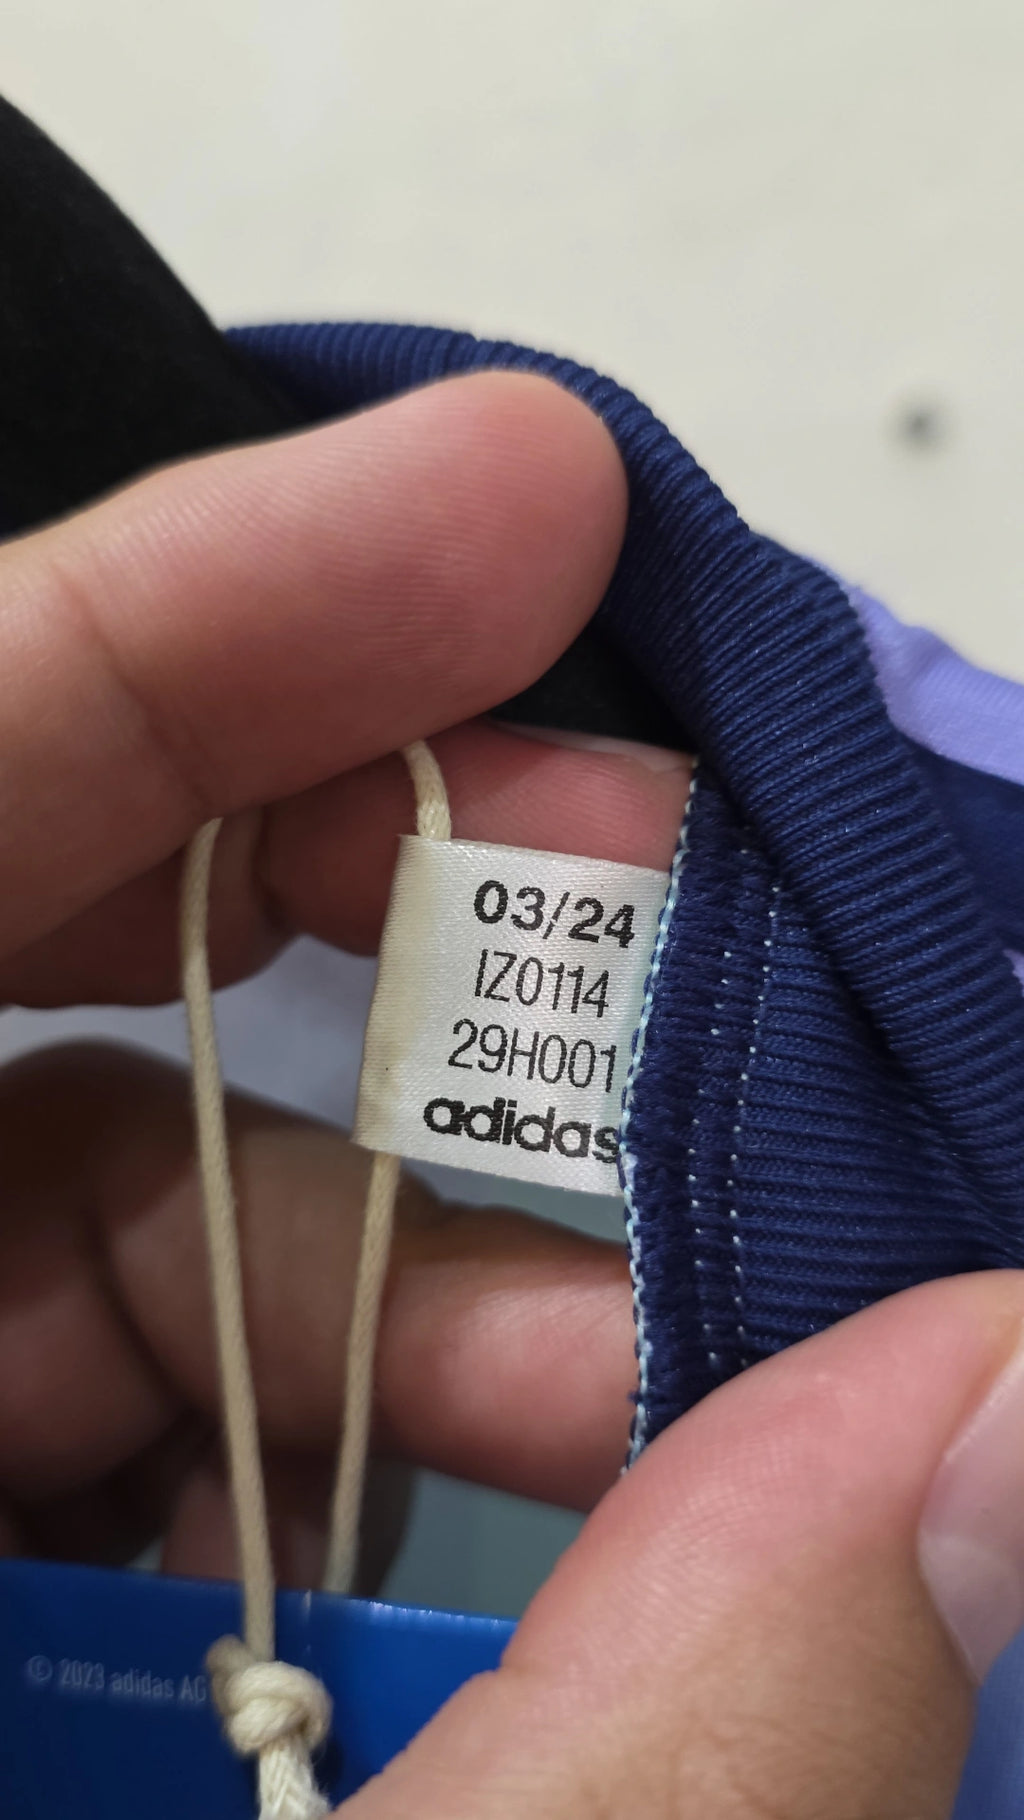 03/24
IZ0114
29H001
adidas
© 2023 adidas AG